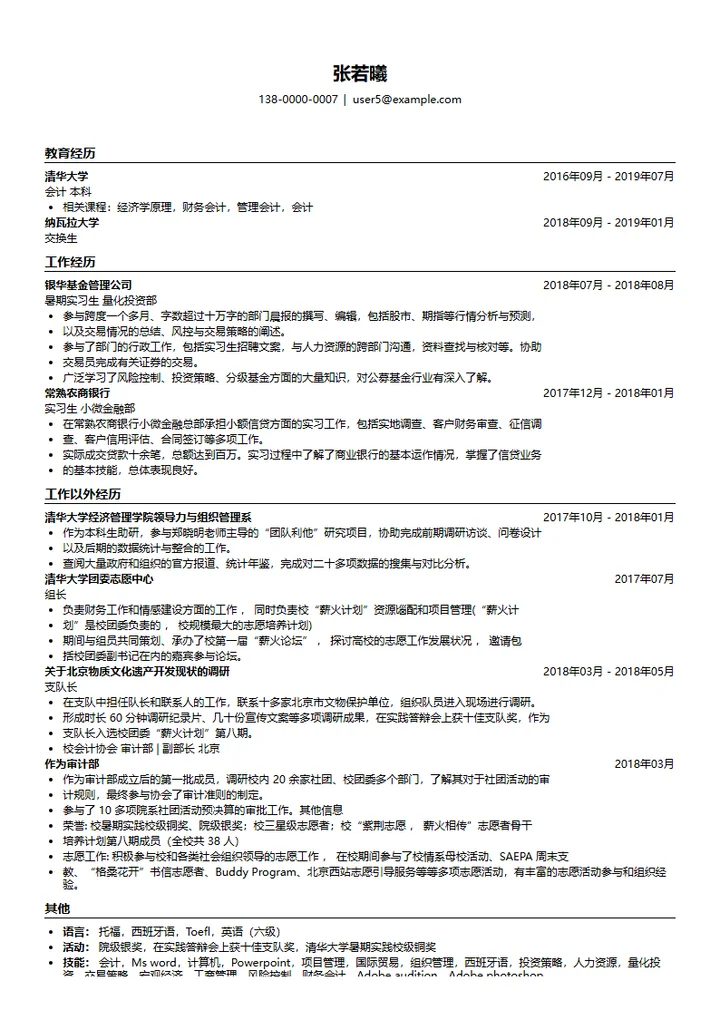 张若曦
138-0000-0007 | user5@example.com
教育经历
清华大学 2016年09月 - 2019年07月
会计 本科
• 相关课程：经济学原理，财务会计，管理会计，会计
纳瓦拉大学 2018年09月 - 2019年01月
交换生
工作经历
银华基金管理公司 2018年07月 - 2018年08月
暑期实习生 量化投资部
• 参与跨度一个多月、字数超过十万字的部门晨报的撰写、编辑，包括股市、期指等行情分析与预测，
• 以及交易情况的总结、风控与交易策略的阐述。
• 参与了部门的行政工作，包括实习生招聘文案，与人力资源的跨部门沟通，资料查找与核对等。协助
• 交易员完成有关证券的交易。
• 广泛学习了风险控制、投资策略、分级基金方面的大量知识，对公募基金行业有深入了解。
常熟农商银行 2017年12月 - 2018年01月
实习生 小微金融部
• 在常熟农商银行小微金融总部承担小额信贷方面的实习工作，包括实地调查、客户财务审查、征信调
• 查、客户信用评估、合同签订等多项工作。
• 实际成交贷款十余笔，总额达到百万。实习过程中了解了商业银行的基本运作情况，掌握了信贷业务
• 的基本技能，总体表现良好。
工作以外经历
清华大学经济管理学院领导力与组织管理系 2017年10月 - 2018年01月
• 作为本科生助研，参与郑晓明老师主导的“团队利他”研究项目，协助完成前期调研访谈、问卷设计
• 以及后期的数据统计与整合的工作。
• 查阅大量政府和组织的官方报道、统计年鉴，完成对二十多项数据的搜集与对比分析。
清华大学团委志愿中心 2017年07月
组长
• 负责财务工作和情感建设方面的工作 ， 同时负责校“薪火计划”资源谥配和项目管理(“薪火计
• 划”是校团委负责的 ， 校规模最大的志愿培养计划)
• 期间与组员共同策划、承办了校第一届“薪火论坛” ， 探讨高校的志愿工作发展状况 ， 邀请包
• 括校团委副书记在内的嘉宾参与论坛。
关于北京物质文化遗产开发现状的调研 2018年03月 - 2018年05月
支队长
• 在支队中担任队长和联系人的工作，联系十多家北京市文物保护单位，组织队员进入现场进行调研。
• 形成时长 60 分钟调研纪录片、几十份宣传文案等多项调研成果，在实践答辩会上获十佳支队奖，作为
• 支队长入选校团委“薪火计划”第八期。
• 校会计协会 审计部 | 副部长 北京
作为审计部 2018年03月
• 作为审计部成立后的第一批成员，调研校内 20 余家社团、校团委多个部门，了解其对于社团活动的审
• 计规则，最终参与协会了审计准则的制定。
• 参与了 10 多项院系社团活动预决算的审批工作。其他信息
• 荣誉: 校暑期实践校级铜奖、院级银奖；校三星级志愿者；校“紫荆志愿 ， 薪火相传”志愿者骨干
• 培养计划第八期成员（全校共 38 人）
• 志愿工作: 积极参与校和各类社会组织领导的志愿工作 ， 在校期间参与了校情系母校活动、SAEPA 周末支
• 教、“格桑花开”书信志愿者、Buddy Program、北京西站志愿引导服务等等多项志愿活动，有丰富的志愿活动参与和组织经
验。
其他
• 语言： 托福，西班牙语，Toefl，英语（六级）
• 活动： 院级银奖，在实践答辩会上获十佳支队奖，清华大学暑期实践校级铜奖
• 技能： 会计，Ms word，计算机，Powerpoint，项目管理，国际贸易，组织管理，西班牙语，投资策略，人力资源，量化投
资，交易策略，宏观经济，工商管理，风险控制，财务会计，Adobe audition，Adobe photoshop